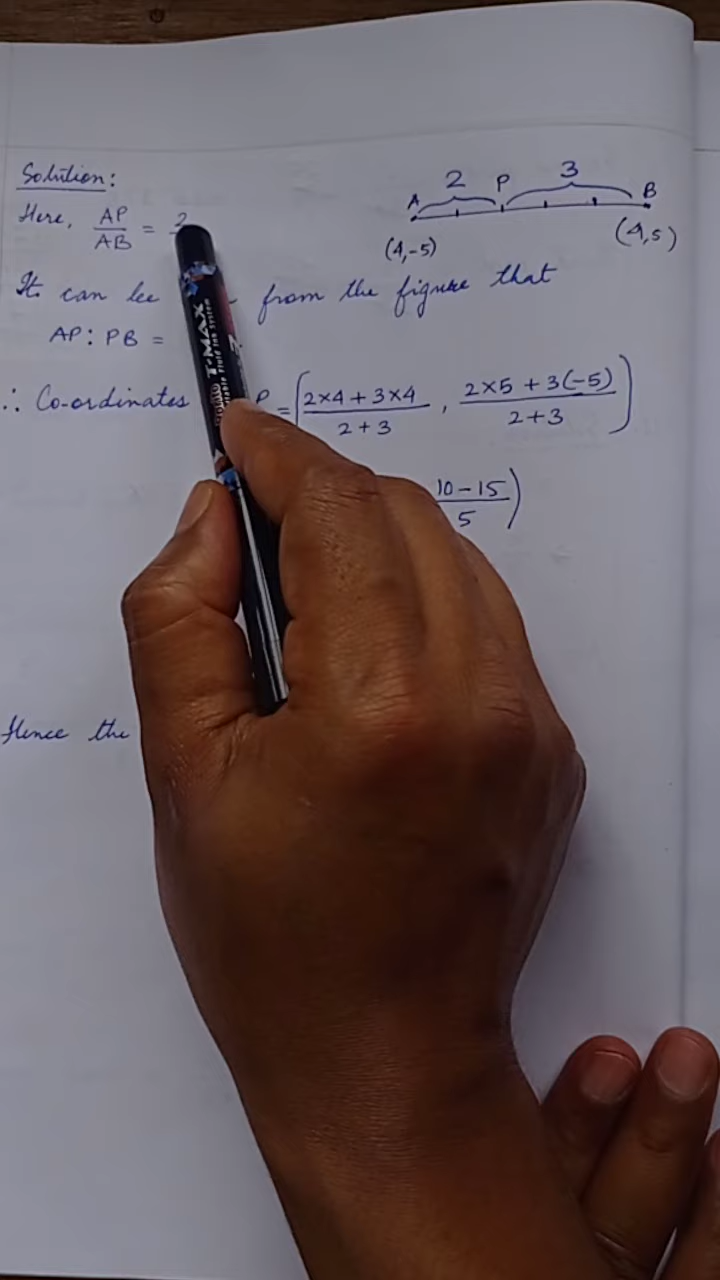 Solution:
2 P 3
A B
(4,-5) (4,5)
Here, AP/AB = 2
It can be from the figure that
AP : PB =
∴ Co-ordinates P = ( 2×4 + 3×4 / 2+3 , 2×5 + 3(-5) / 2+3 )
10-15 / 5 )
Hence the
T-MAX